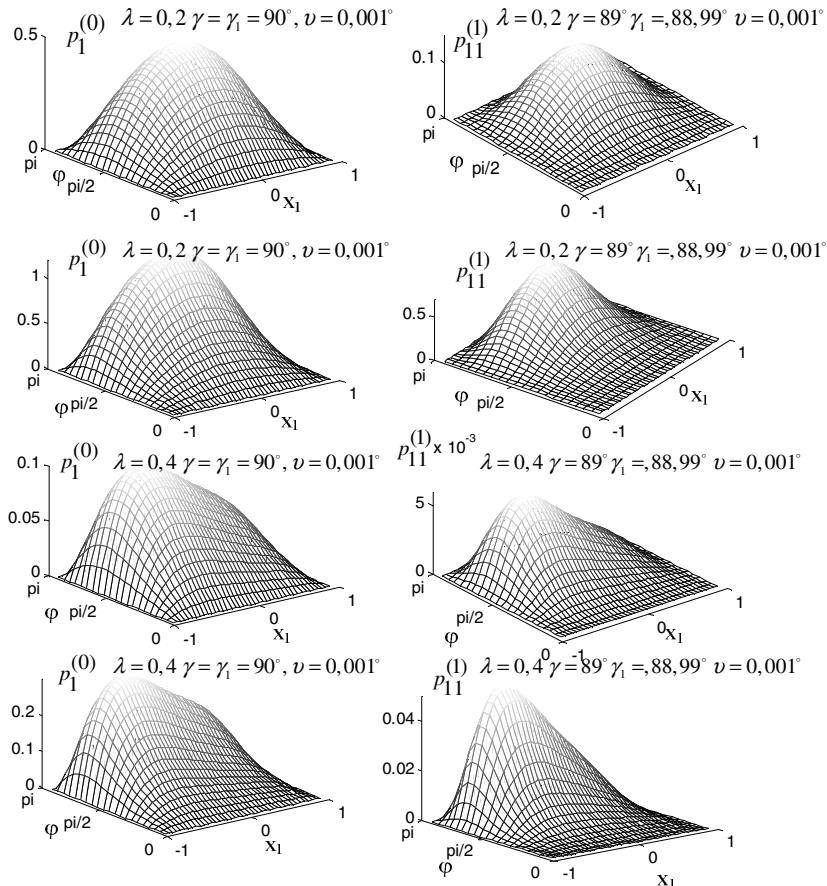 p₁⁽⁰⁾ λ = 0,2 γ = γ₁ = 90°, υ = 0,001°
0.5
0
pi
φ pi/2
0 -1
0 x₁
1
p₁₁⁽¹⁾ λ = 0,2 γ = 89° γ₁ =,88,99° υ = 0,001°
0.1
0
pi
φ pi/2
0 -1
0 x₁
1
p₁⁽⁰⁾ λ = 0,2 γ = γ₁ = 90°, υ = 0,001°
1
0.5
0
pi
φ pi/2
0 -1
0 x₁
1
p₁₁⁽¹⁾ λ = 0,2 γ = 89° γ₁ =,88,99° υ = 0,001°
0.5
0
pi
φ pi/2
0 -1
0 x₁
1
p₁⁽⁰⁾ λ = 0,4 γ = γ₁ = 90°, υ = 0,001°
0.1
0.05
0
pi
φ pi/2
0 -1
0 x₁
1
p₁₁⁽¹⁾ x 10⁻³
λ = 0,4 γ = 89° γ₁ =,88,99° υ = 0,001°
5
0
pi
φ pi/2
0 -1
0 x₁
1
p₁⁽⁰⁾ λ = 0,4 γ = γ₁ = 90°, υ = 0,001°
0.2
0.1
0
pi
φ pi/2
0 -1
0 x₁
1
p₁₁⁽¹⁾ λ = 0,4 γ = 89° γ₁ =,88,99° υ = 0,001°
0.04
0.02
0
pi
φ pi/2
0 -1
0 x₁
1